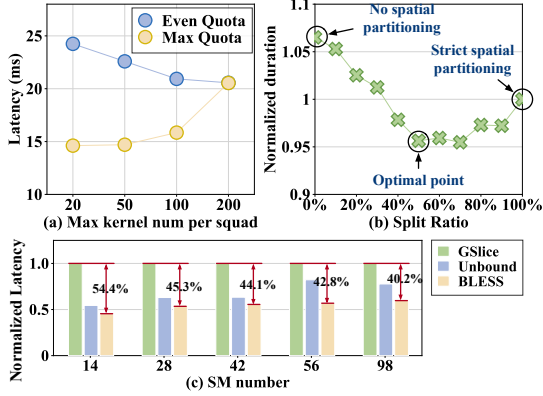 Latency (ms)
25
20
15
10
Even Quota
Max Quota
20 50 100 200
(a) Max kernel num per squad
Normalized duration
1.1
1.05
1
0.95
0.9
No spatial
partitioning
Strict spatial
partitioning
Optimal point
0% 20% 40% 60% 80% 100%
(b) Split Ratio
Normalized Latency
1.0
0.5
0
54.4% 45.3% 44.1% 42.8% 40.2%
14 28 42 56 98
(c) SM number
GSlice
Unbound
BLESS